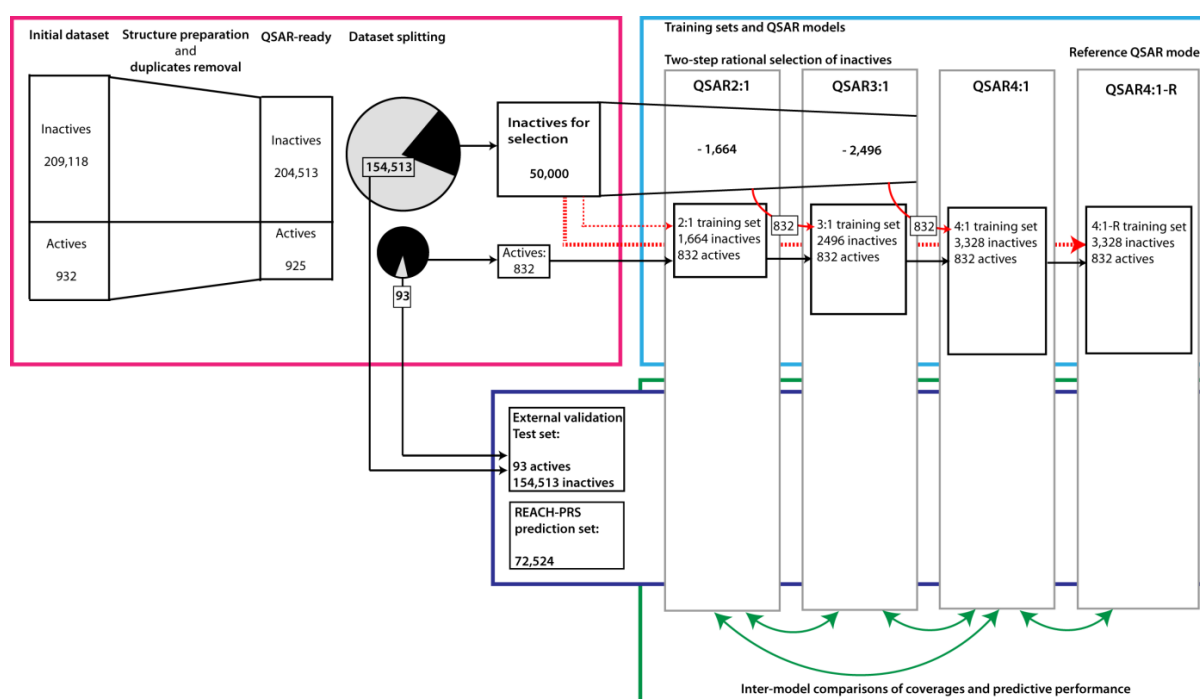 Initial dataset
Structure preparation
and
duplicates removal
QSAR-ready
Dataset splitting
Inactives
209,118
Actives
932
Inactives
204,513
Actives
925
154,513
93
Inactives for
selection
50,000
Actives:
832
Training sets and QSAR models
Two-step rational selection of inactives
Reference QSAR mode
QSAR2:1
QSAR3:1
QSAR4:1
QSAR4:1-R
- 1,664
- 2,496
2:1 training set
1,664 inactives
832 actives
832
3:1 training set
2496 inactives
832 actives
832
4:1 training set
3,328 inactives
832 actives
4:1-R training set
3,328 inactives
832 actives
External validation
Test set:
93 actives
154,513 inactives
REACH-PRS
prediction set:
72,524
Inter-model comparisons of coverages and predictive performance